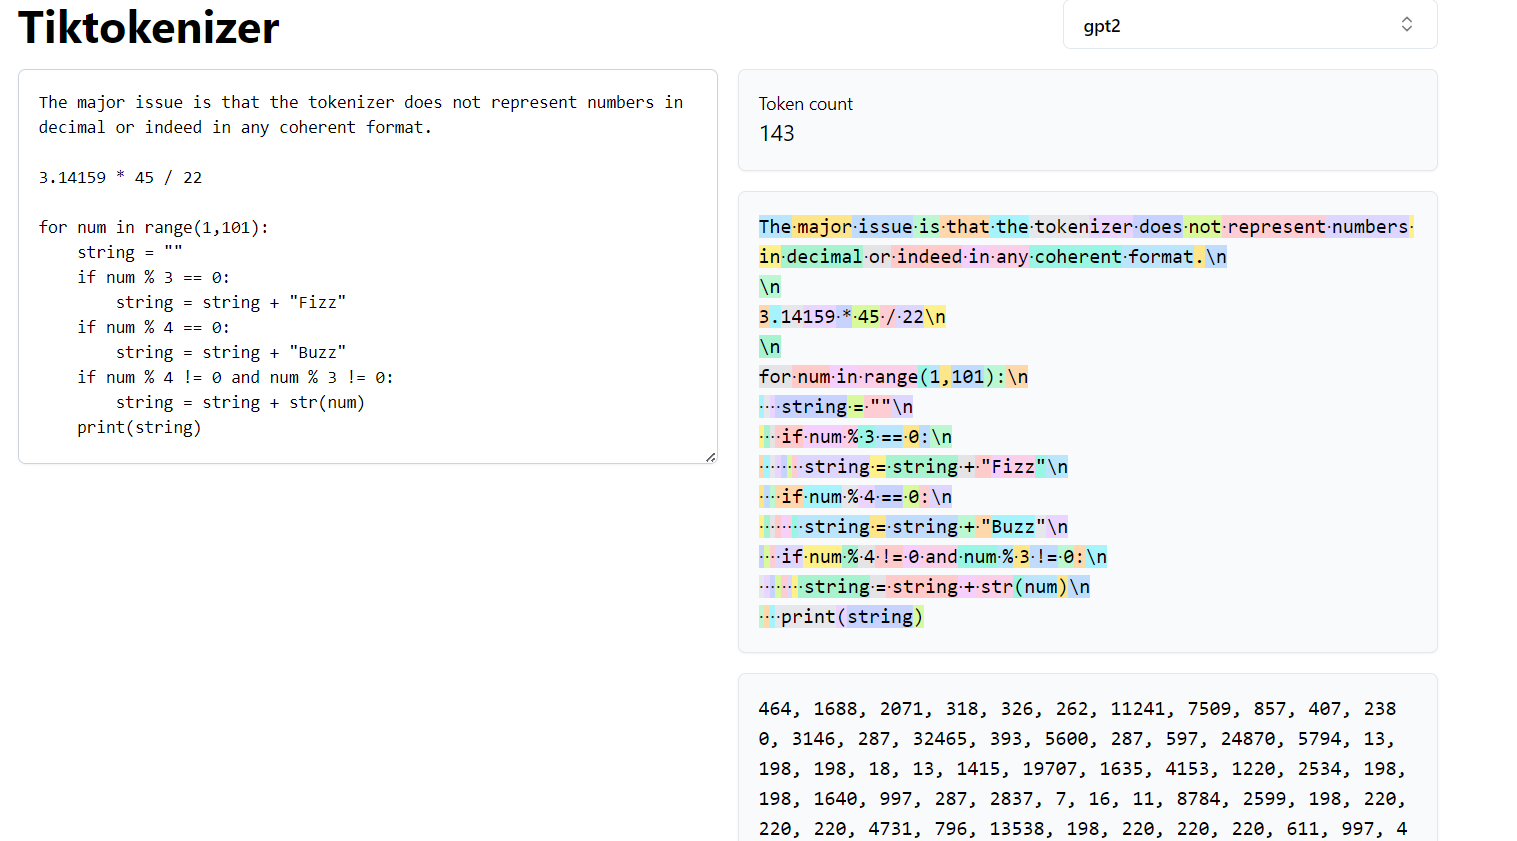 Tiktokenizer
gpt2
The major issue is that the tokenizer does not represent numbers in
decimal or indeed in any coherent format.
3.14159 * 45 / 22
for num in range(1,101):
    string = ""
    if num % 3 == 0:
        string = string + "Fizz"
    if num % 4 == 0:
        string = string + "Buzz"
    if num % 4 != 0 and num % 3 != 0:
        string = string + str(num)
    print(string)
Token count
143
The·major·issue·is·that·the·tokenizer·does·not·represent·numbers·
in·decimal·or·indeed·in·any·coherent·format.\n
\n
3.14159·*·45·/·22\n
\n
for·num·in·range(1,101):\n
····string·=·""\n
····if·num·%·3·==·0:\n
········string·=·string·+·"Fizz"\n
····if·num·%·4·==·0:\n
········string·=·string·+·"Buzz"\n
····if·num·%·4·!=·0·and·num·%·3·!=·0:\n
········string·=·string·+·str(num)\n
····print(string)
464, 1688, 2071, 318, 326, 262, 11241, 7509, 857, 407, 238
0, 3146, 287, 32465, 393, 5600, 287, 597, 24870, 5794, 13,
198, 198, 18, 13, 1415, 19707, 1635, 4153, 1220, 2534, 198,
198, 1640, 997, 287, 2837, 7, 16, 11, 8784, 2599, 198, 220,
220, 220, 4731, 796, 13538, 198, 220, 220, 220, 611, 997, 4